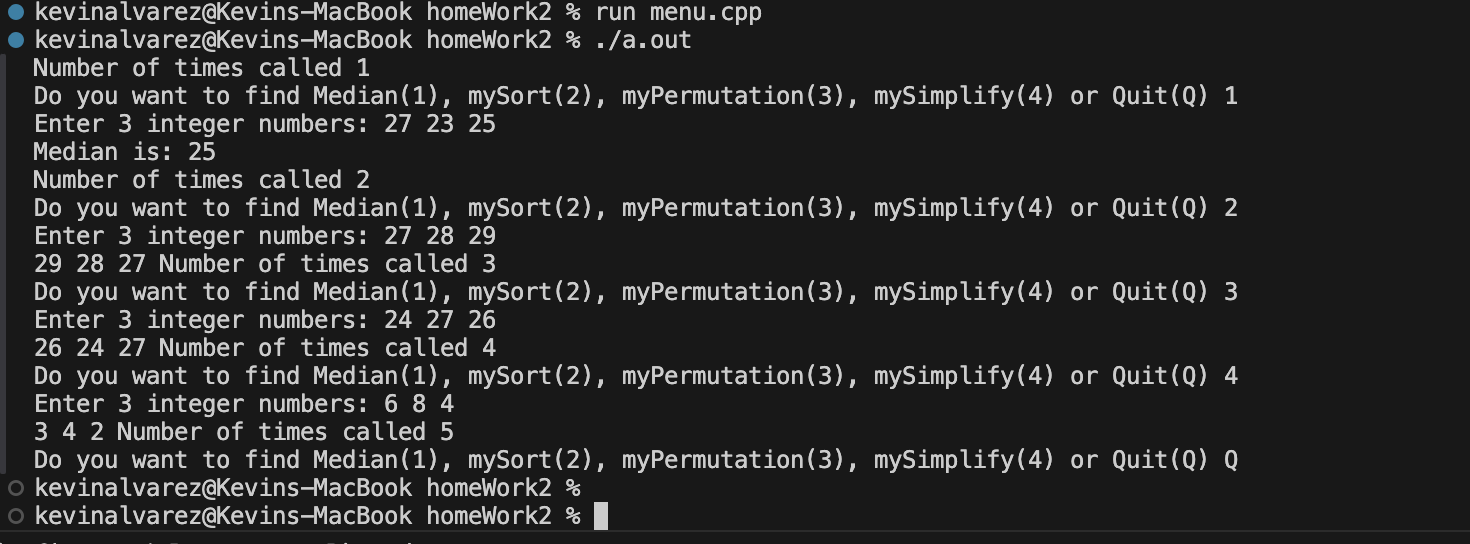 kevinalvarez@Kevins-MacBook homeWork2 % run menu.cpp
kevinalvarez@Kevins-MacBook homeWork2 % ./a.out
Number of times called 1
Do you want to find Median(1), mySort(2), myPermutation(3), mySimplify(4) or Quit(Q) 1
Enter 3 integer numbers: 27 23 25
Median is: 25
Number of times called 2
Do you want to find Median(1), mySort(2), myPermutation(3), mySimplify(4) or Quit(Q) 2
Enter 3 integer numbers: 27 28 29
29 28 27 Number of times called 3
Do you want to find Median(1), mySort(2), myPermutation(3), mySimplify(4) or Quit(Q) 3
Enter 3 integer numbers: 24 27 26
26 24 27 Number of times called 4
Do you want to find Median(1), mySort(2), myPermutation(3), mySimplify(4) or Quit(Q) 4
Enter 3 integer numbers: 6 8 4
3 4 2 Number of times called 5
Do you want to find Median(1), mySort(2), myPermutation(3), mySimplify(4) or Quit(Q) Q
kevinalvarez@Kevins-MacBook homeWork2 %
kevinalvarez@Kevins-MacBook homeWork2 %